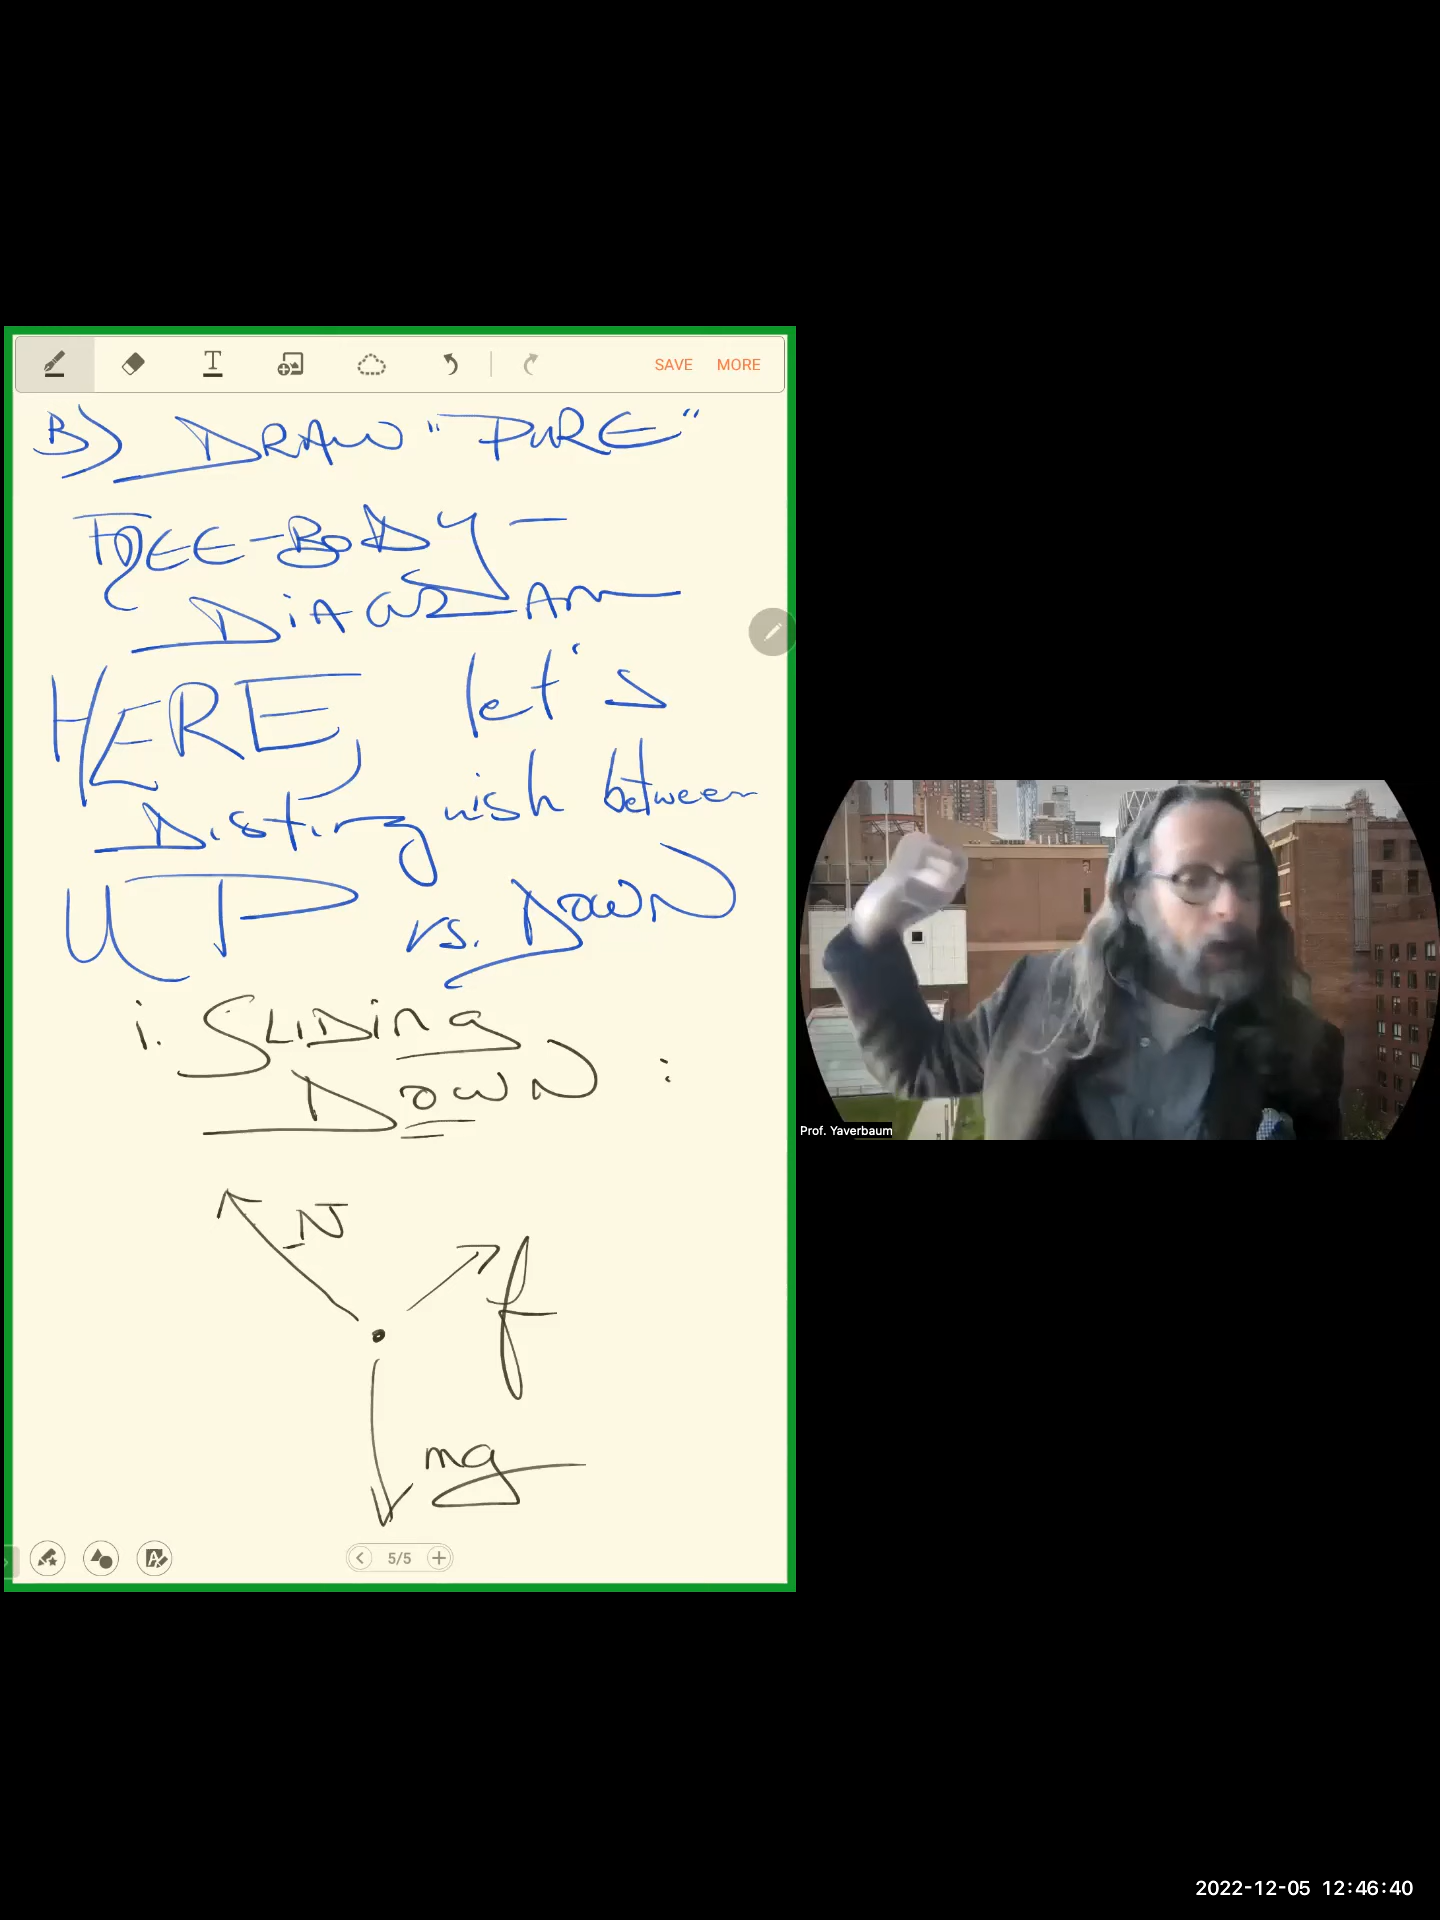 T
SAVE
MORE
B) DRAW "PURE"
FREE-BODY-
DIAGRAM
HERE, let's
Distinguish between
UP vs. DOWN
i. SLIDING
DOWN :
N
f
mg
A
5/5
Prof. Yaverbaum
2022-12-05 12:46:40